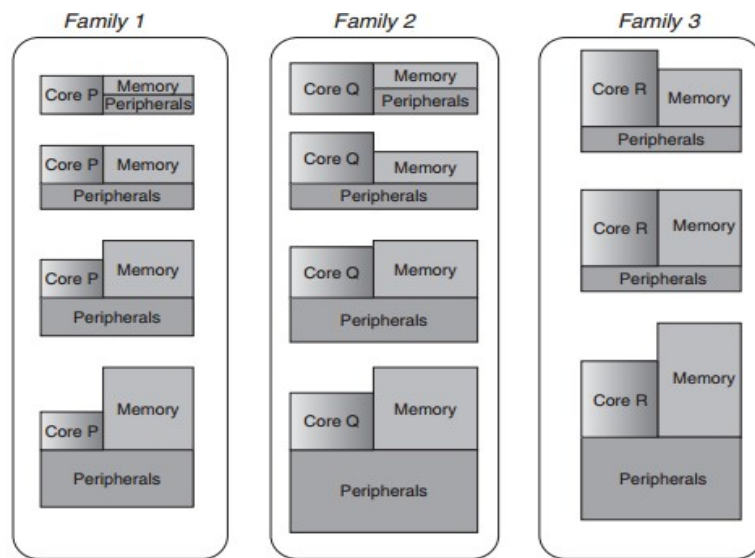 Family 1
Core P
Memory
Peripherals
Core P
Memory
Peripherals
Core P
Memory
Peripherals
Core P
Memory
Peripherals
Family 2
Core Q
Memory
Peripherals
Core Q
Memory
Peripherals
Core Q
Memory
Peripherals
Core Q
Memory
Peripherals
Family 3
Core R
Memory
Peripherals
Core R
Memory
Peripherals
Core R
Memory
Peripherals